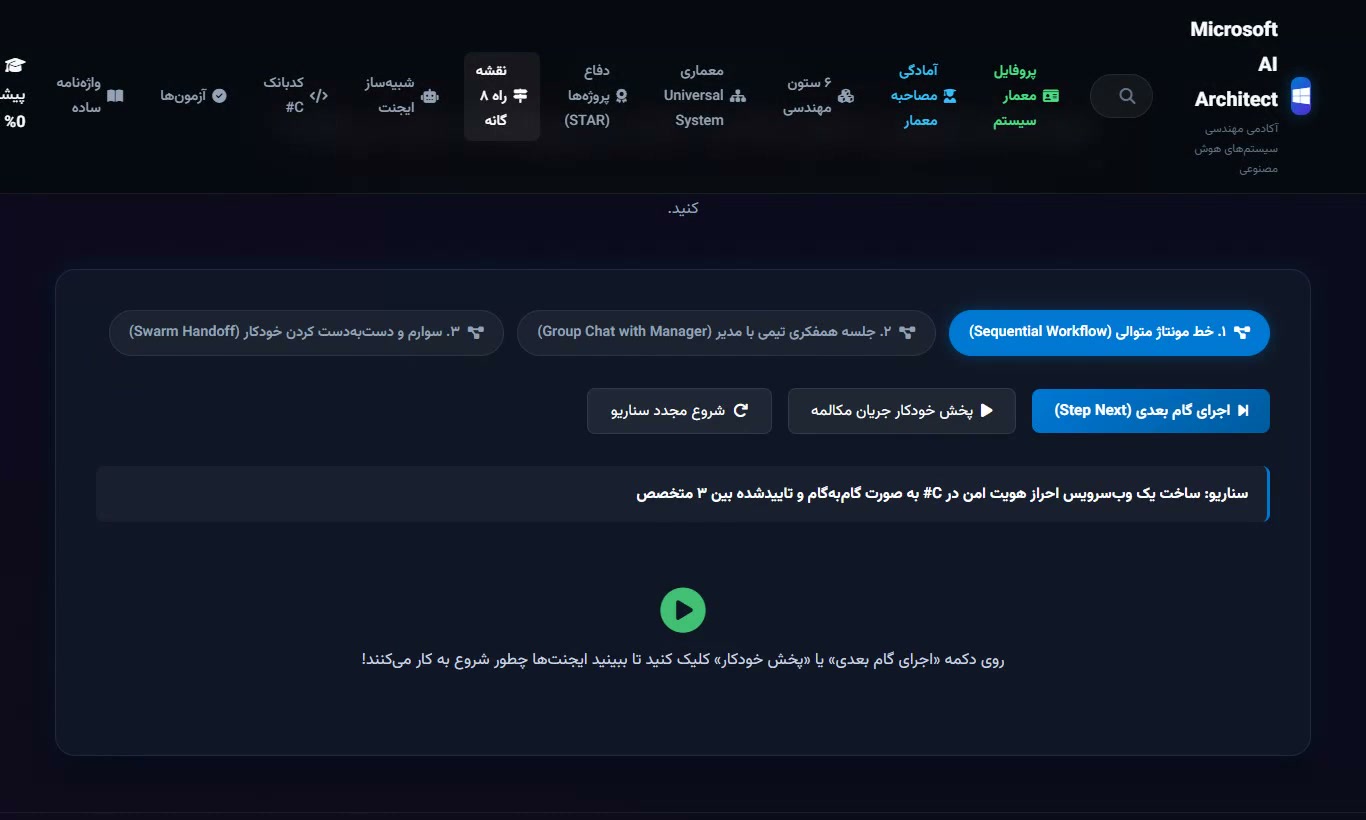 Microsoft
AI
Architect
آکادمی مهندسی
سیستم‌های هوش
مصنوعی
پروفایل
معمار
سیستم
آمادگی
مصاحبه
معمار
۶ ستون
مهندسی
معماری
Universal
System
دفاع
پروژه‌ها
(STAR)
نقشه
راه ۸
گانه
شبیه‌ساز
ایجنت
کدبانک
C#
آزمون‌ها
واژه‌نامه
ساده
%0
کنید.
۱. خط مونتاژ متوالی (Sequential Workflow)
۲. جلسه همفکری تیمی با مدیر (Group Chat with Manager)
۳. سوارم و دست‌به‌دست کردن خودکار (Swarm Handoff)
اجرای گام بعدی (Step Next)
پخش خودکار جریان مکالمه
شروع مجدد سناریو
سناریو: ساخت یک وب‌سرویس احراز هویت امن در C# به صورت گام‌به‌گام و تاییدشده بین ۳ متخصص
روی دکمه «اجرای گام بعدی» یا «پخش خودکار» کلیک کنید تا ببینید ایجنت‌ها چطور شروع به کار می‌کنند!